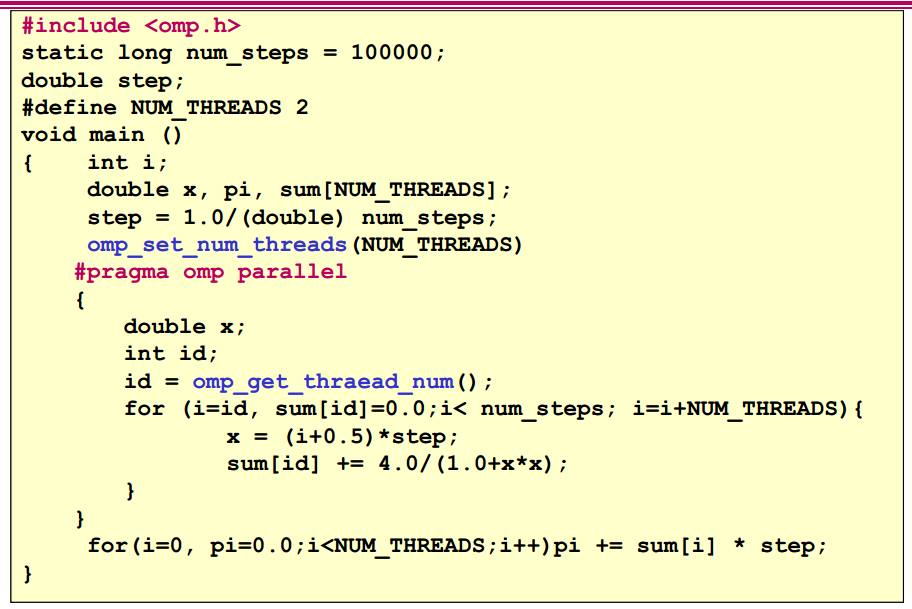 #include <omp.h>
static long num_steps = 100000;
double step;
#define NUM_THREADS 2
void main ()
{ int i;
double x, pi, sum[NUM_THREADS];
step = 1.0/(double) num_steps;
omp_set_num_threads(NUM_THREADS)
#pragma omp parallel
{
double x;
int id;
id = omp_get_thraead_num();
for (i=id, sum[id]=0.0;i< num_steps; i=i+NUM_THREADS){
x = (i+0.5)*step;
sum[id] += 4.0/(1.0+x*x);
}
}
for(i=0, pi=0.0;i<NUM_THREADS;i++)pi += sum[i] * step;
}